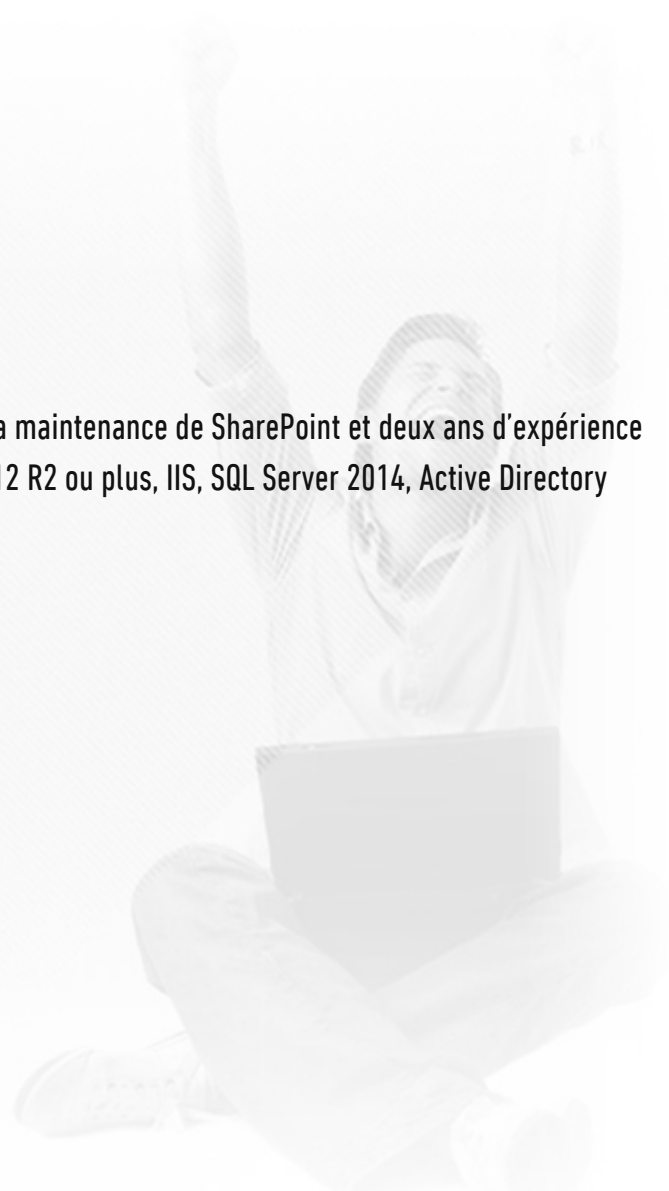 a maintenance de SharePoint et deux ans d’expérience
12 R2 ou plus, IIS, SQL Server 2014, Active Directory